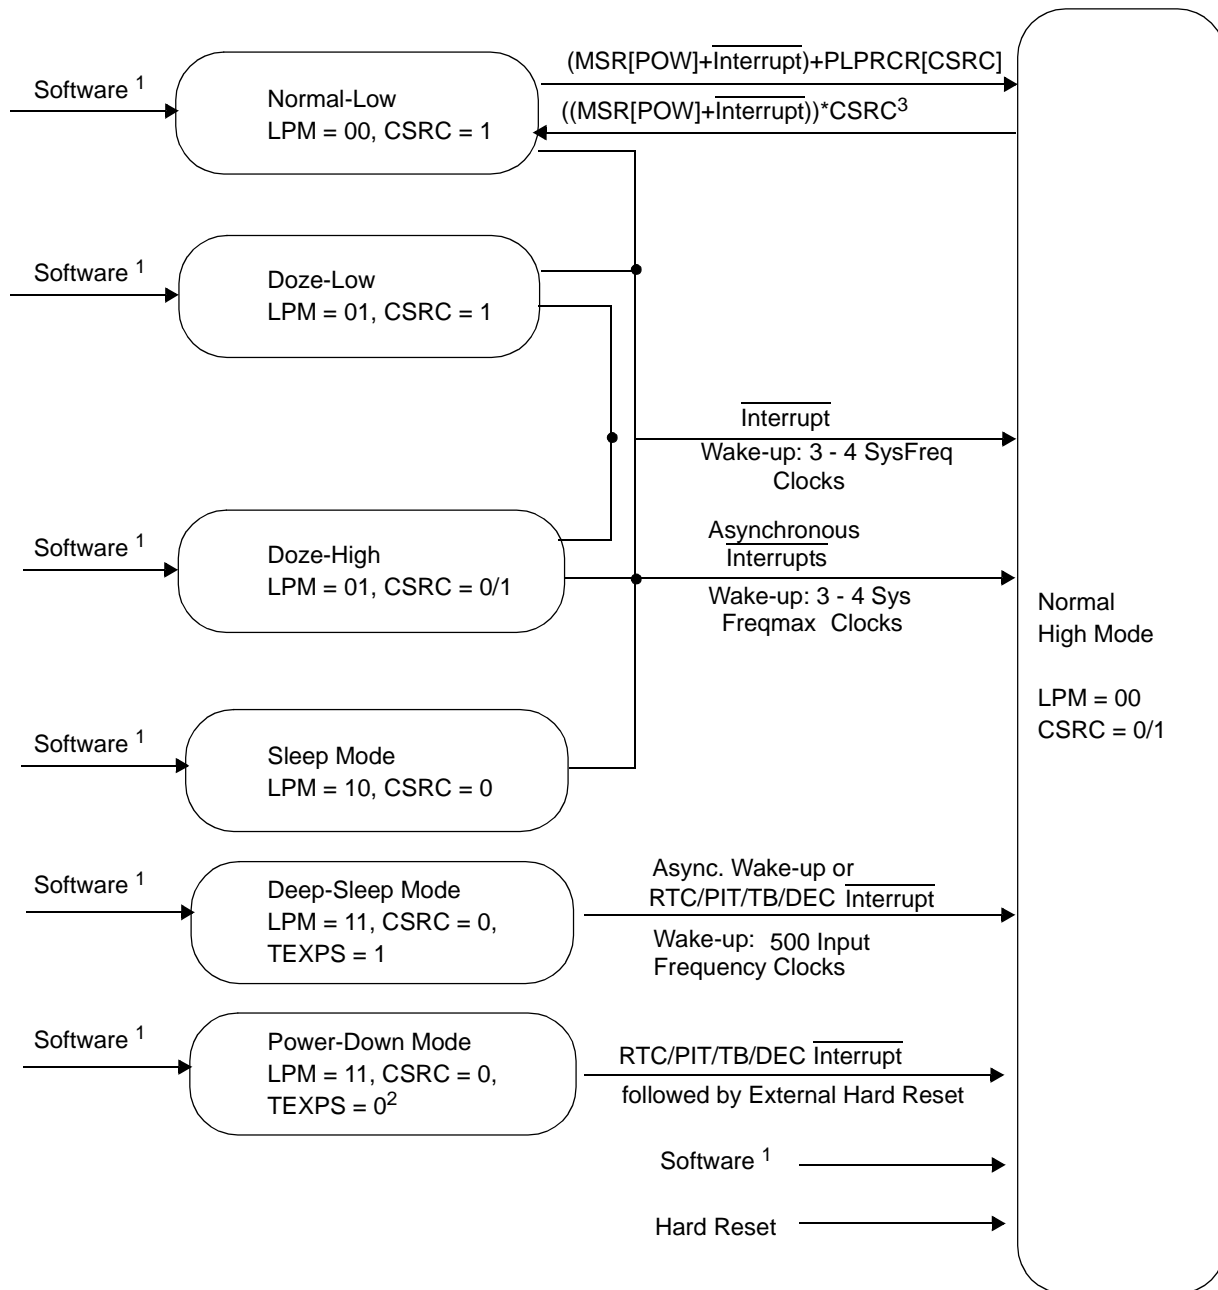 Software 1
Normal-Low
LPM = 00, CSRC = 1
(MSR[POW]+Interrupt)+PLPRCR[CSRC]
((MSR[POW]+Interrupt))*CSRC3
Software 1
Doze-Low
LPM = 01, CSRC = 1
Interrupt
Wake-up: 3 - 4 SysFreq
Clocks
Software 1
Doze-High
LPM = 01, CSRC = 0/1
Asynchronous
Interrupts
Wake-up: 3 - 4 Sys
Freqmax Clocks
Normal
High Mode
LPM = 00
CSRC = 0/1
Software 1
Sleep Mode
LPM = 10, CSRC = 0
Software 1
Deep-Sleep Mode
LPM = 11, CSRC = 0,
TEXPS = 1
Async. Wake-up or
RTC/PIT/TB/DEC Interrupt
Wake-up: 500 Input
Frequency Clocks
Software 1
Power-Down Mode
LPM = 11, CSRC = 0,
TEXPS = 02
RTC/PIT/TB/DEC Interrupt
followed by External Hard Reset
Software 1
Hard Reset